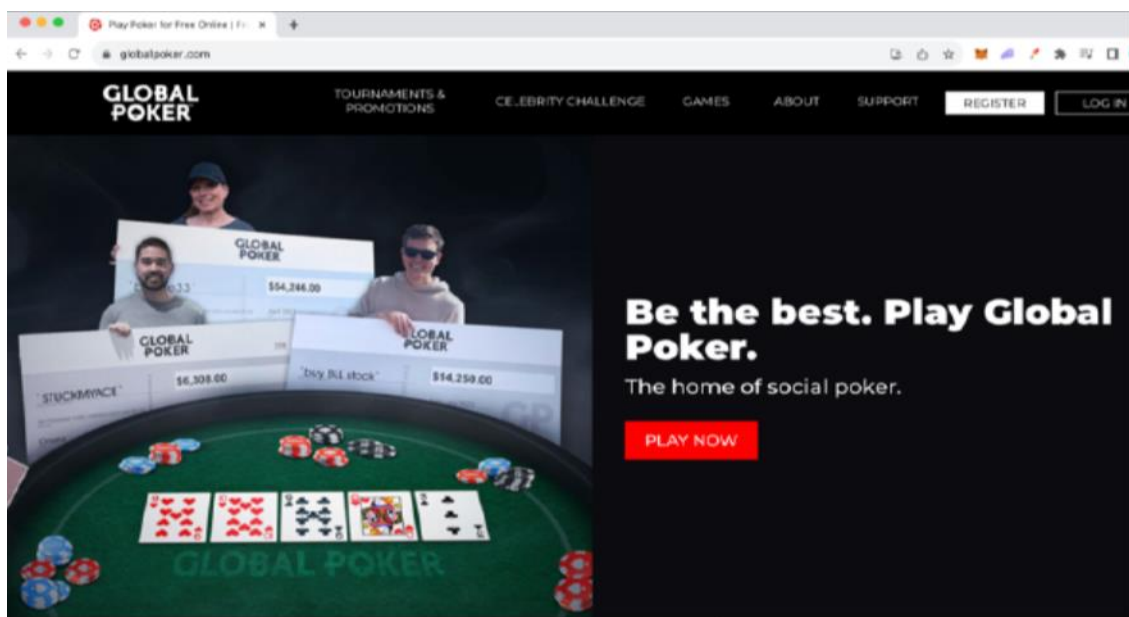 Play Poker for Free Online | Fr
globalpoker.com
GLOBAL
POKER
TOURNAMENTS &
PROMOTIONS
CELEBRITY CHALLENGE
GAMES
ABOUT
SUPPORT
REGISTER
LOG IN
GLOBAL
POKER
$54,266.00
GLOBAL
POKER
$6,308.00
GLOBAL
POKER
"buy BLL stock"
$14,250.00
"STUCKMYACE"
Be the best. Play Global
Poker.
The home of social poker.
PLAY NOW
GLOBAL POKER